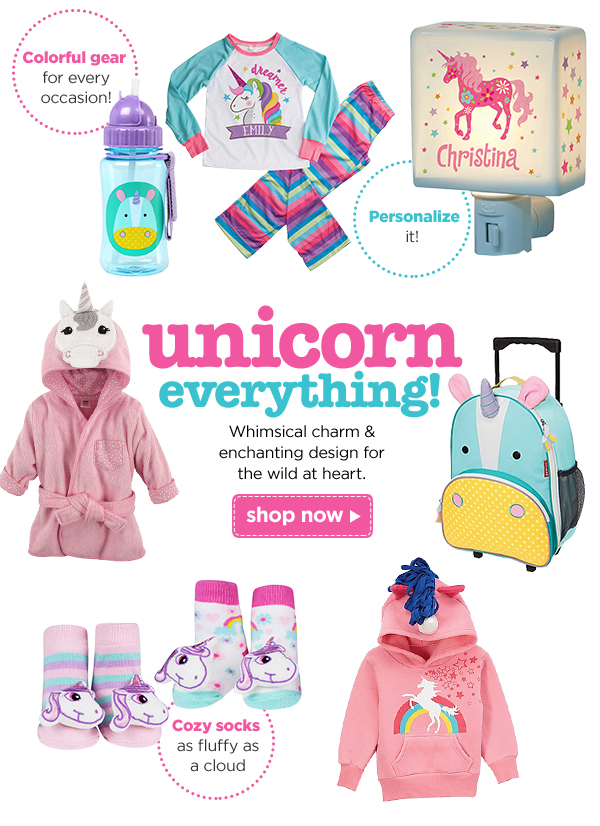 Colorful gear
for every
occasion!
dreamer
EMILY
Christina
Personalize
it!
unicorn
everything!
Whimsical charm &
enchanting design for
the wild at heart.
shop now
Cozy socks
as fluffy as
a cloud